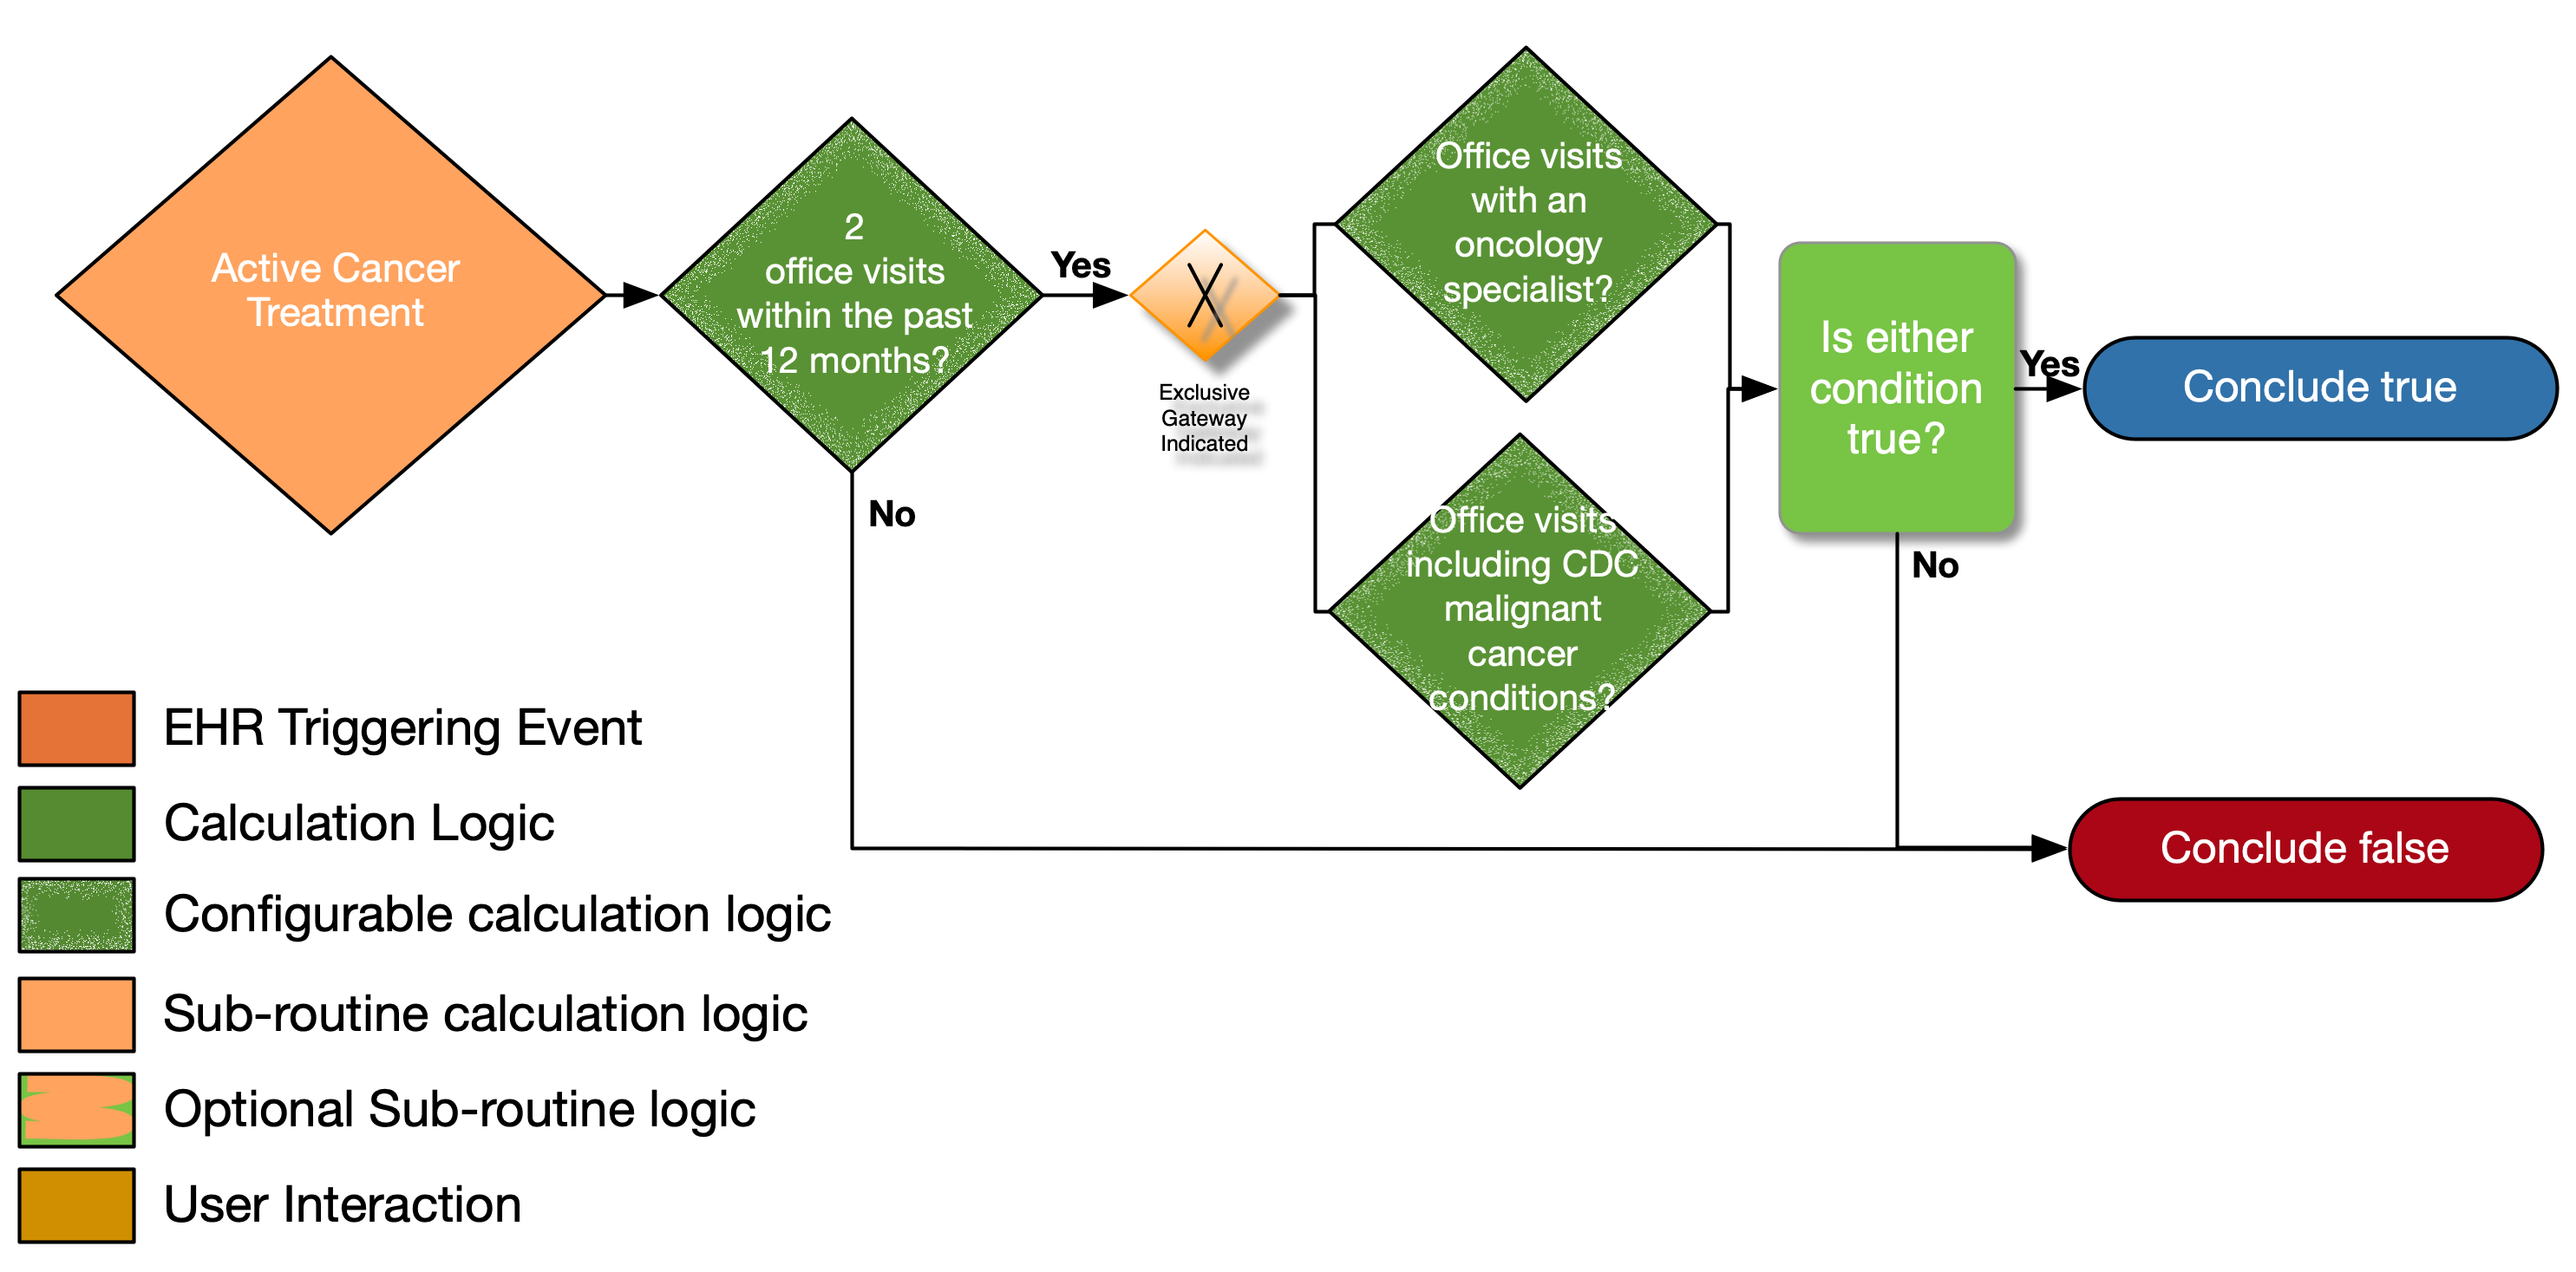 Active Cancer
Treatment
2
office visits
within the past
12 months?
Yes
No
Exclusive
Gateway
Indicated
Office visits
with an
oncology
specialist?
Office visits
including CDC
malignant
cancer
conditions?
Is either
condition
true?
Yes
No
Conclude true
Conclude false
EHR Triggering Event
Calculation Logic
Configurable calculation logic
Sub-routine calculation logic
Optional Sub-routine logic
User Interaction